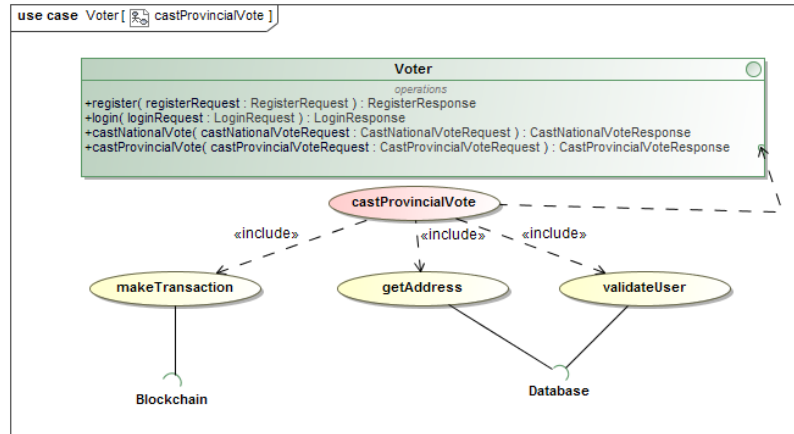 use case Voter [ castProvincialVote ]
Voter
operations
+register( registerRequest : RegisterRequest ) : RegisterResponse
+login( loginRequest : LoginRequest ) : LoginResponse
+castNationalVote( castNationalVoteRequest : CastNationalVoteRequest ) : CastNationalVoteResponse
+castProvincialVote( castProvincialVoteRequest : CastProvincialVoteRequest ) : CastProvincialVoteResponse
castProvincialVote
«include» «include» «include»
makeTransaction getAddress validateUser
Blockchain Database